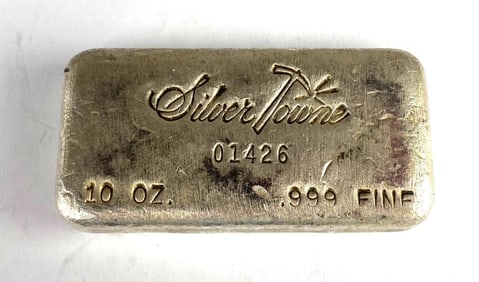 SilverTowne
01426
10 OZ. .999 FINE